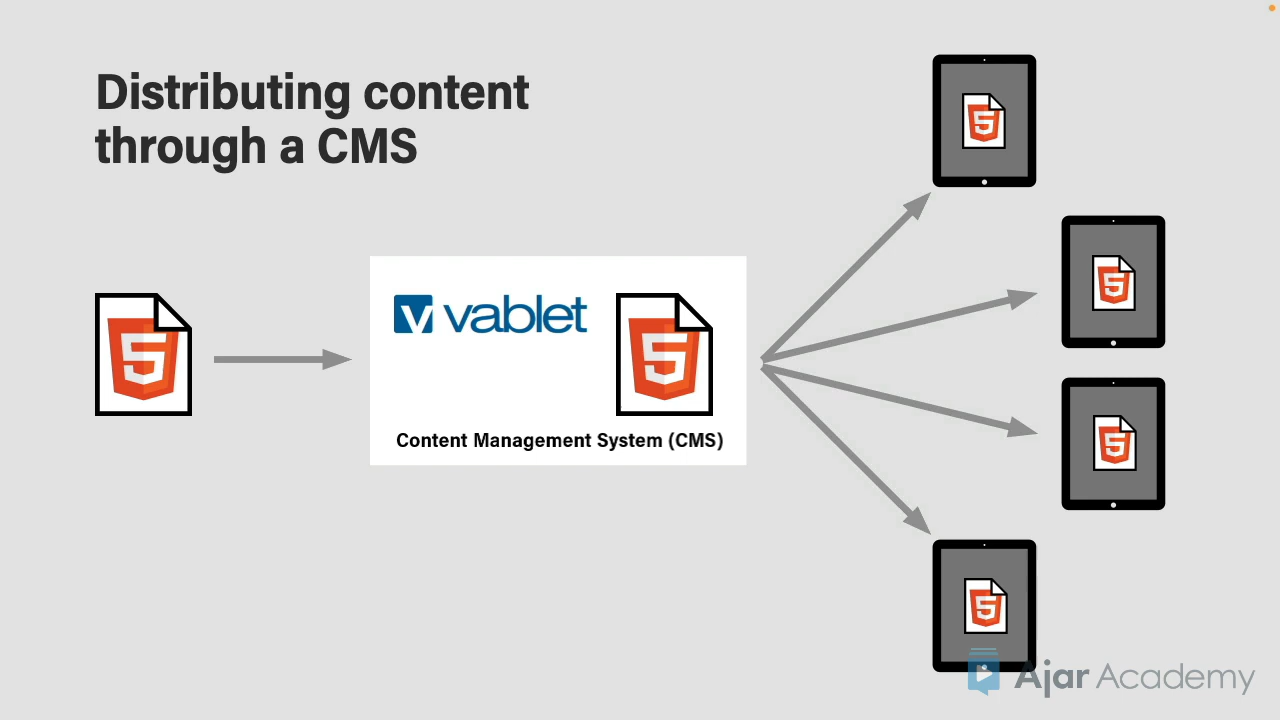 Distributing content
through a CMS
vablet
Content Management System (CMS)
Ajar Academy